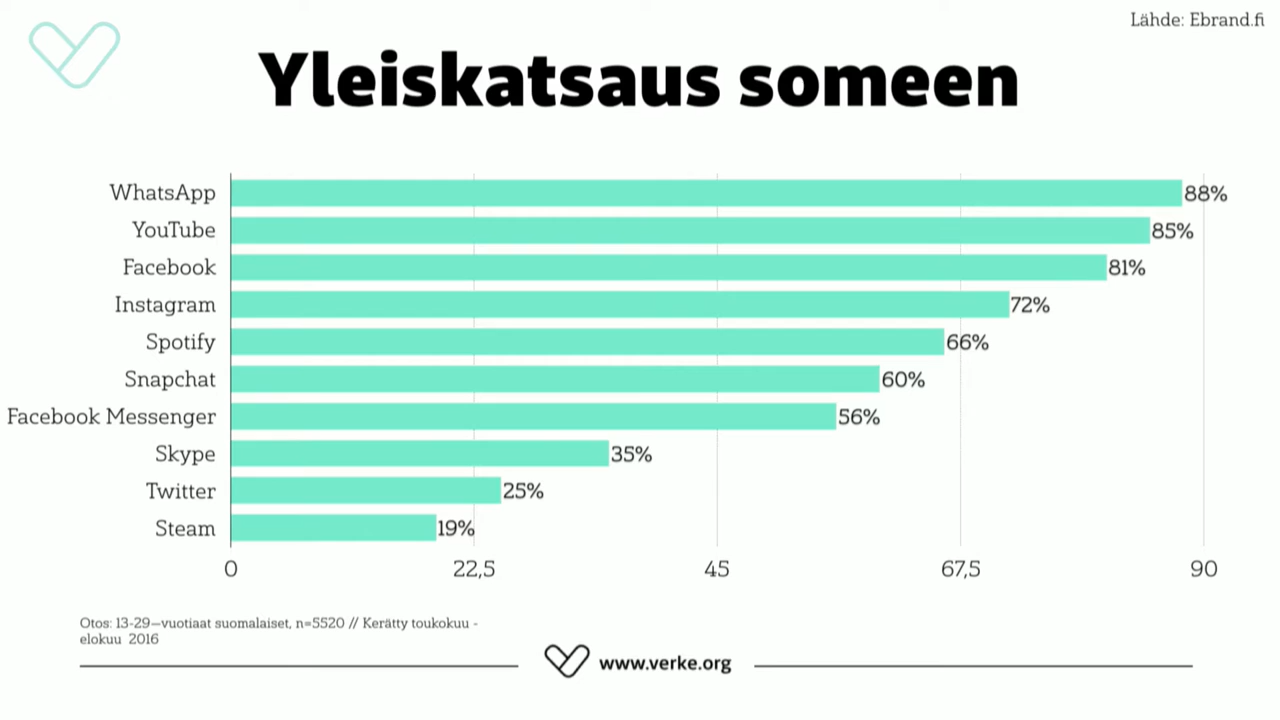 Lähde: Ebrand.fi
Yleiskatsaus someen
WhatsApp 88%
YouTube 85%
Facebook 81%
Instagram 72%
Spotify 66%
Snapchat 60%
Facebook Messenger 56%
Skype 35%
Twitter 25%
Steam 19%
0 22,5 45 67,5 90
Otos: 13-29–vuotiaat suomalaiset, n=5520 // Kerätty toukokuu -
elokuu 2016
www.verke.org